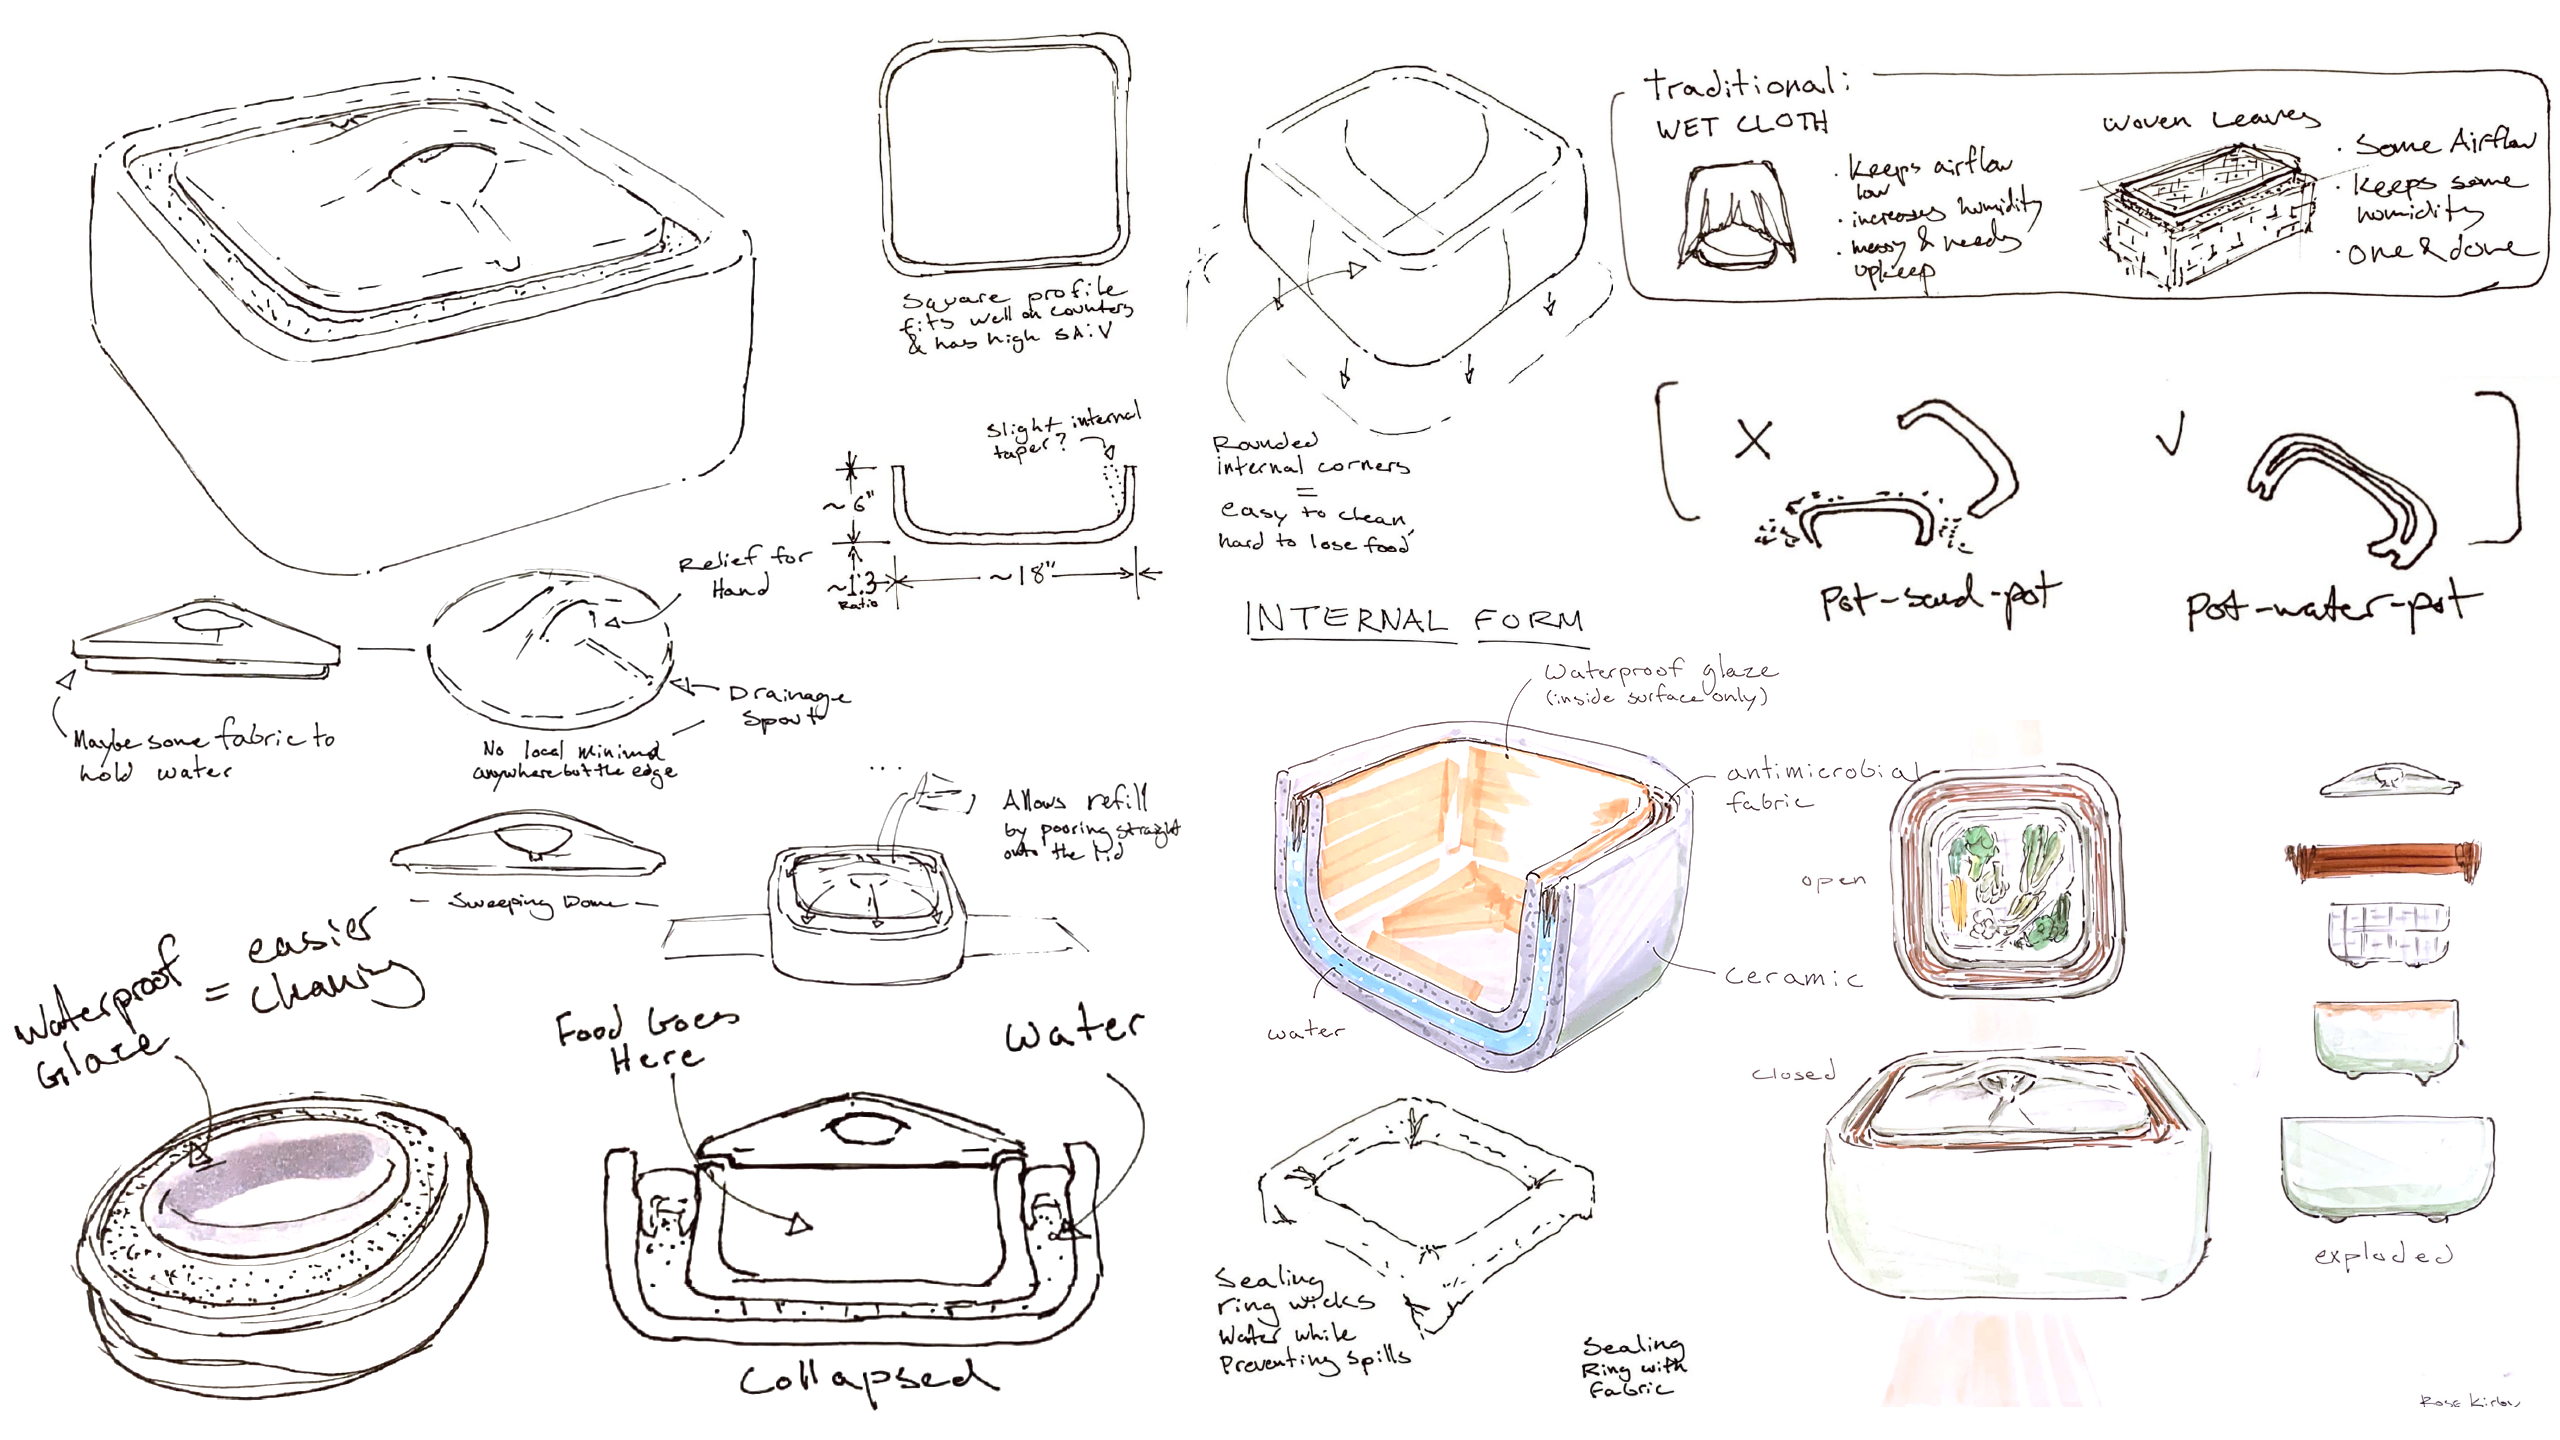 Square profile
fits well on counters
& has high SA:V
Slight internal
taper?
~6"
~1:3
Ratio
~18"
Relief for
Hand
Drainage
Spout
No local minima
anywhere but the edge
Maybe some fabric to
hold water
- Sweeping Dome -
...
Allows refill
by pouring straight
onto the lid
Waterproof
Glaze
= easier
cleaning
Food Goes
Here
Water
Collapsed
Rounded
internal corners
=
easy to clean,
hard to lose food
INTERNAL FORM
Traditional:
WET CLOTH
· Keeps airflow
low
· increases humidity
· messy & needs
upkeep
Woven Leaves
· Some Airflow
· Keeps some
humidity
· One & done
X
Pot-sand-pot
✓
Pot-water-pot
Waterproof glaze
(inside surface only)
antimicrobial
fabric
ceramic
water
Sealing
ring wicks
Water while
Preventing spills
Sealing
Ring with
Fabric
open
closed
exploded
Rose